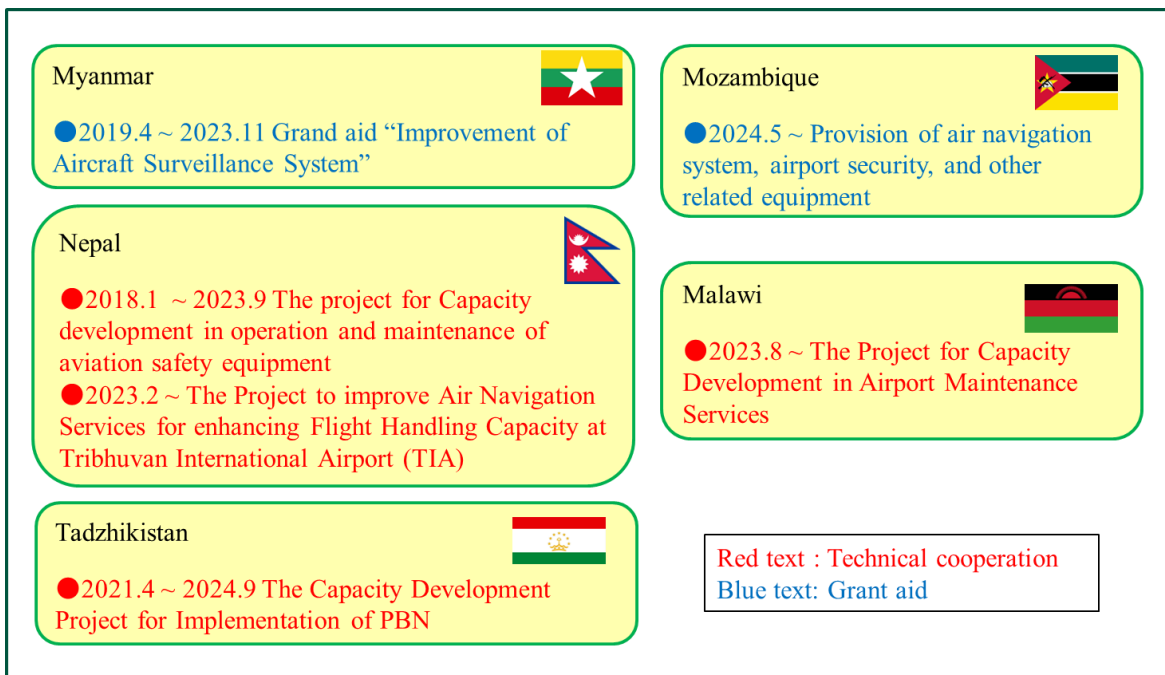 Myanmar
●2019.4 ~ 2023.11 Grand aid “Improvement of
Aircraft Surveillance System”
Nepal
●2018.1 ~ 2023.9 The project for Capacity
development in operation and maintenance of
aviation safety equipment
●2023.2 ~ The Project to improve Air Navigation
Services for enhancing Flight Handling Capacity at
Tribhuvan International Airport (TIA)
Tadzhikistan
●2021.4 ~ 2024.9 The Capacity Development
Project for Implementation of PBN
Mozambique
●2024.5 ~ Provision of air navigation
system, airport security, and other
related equipment
Malawi
●2023.8 ~ The Project for Capacity
Development in Airport Maintenance
Services
Red text : Technical cooperation
Blue text: Grant aid